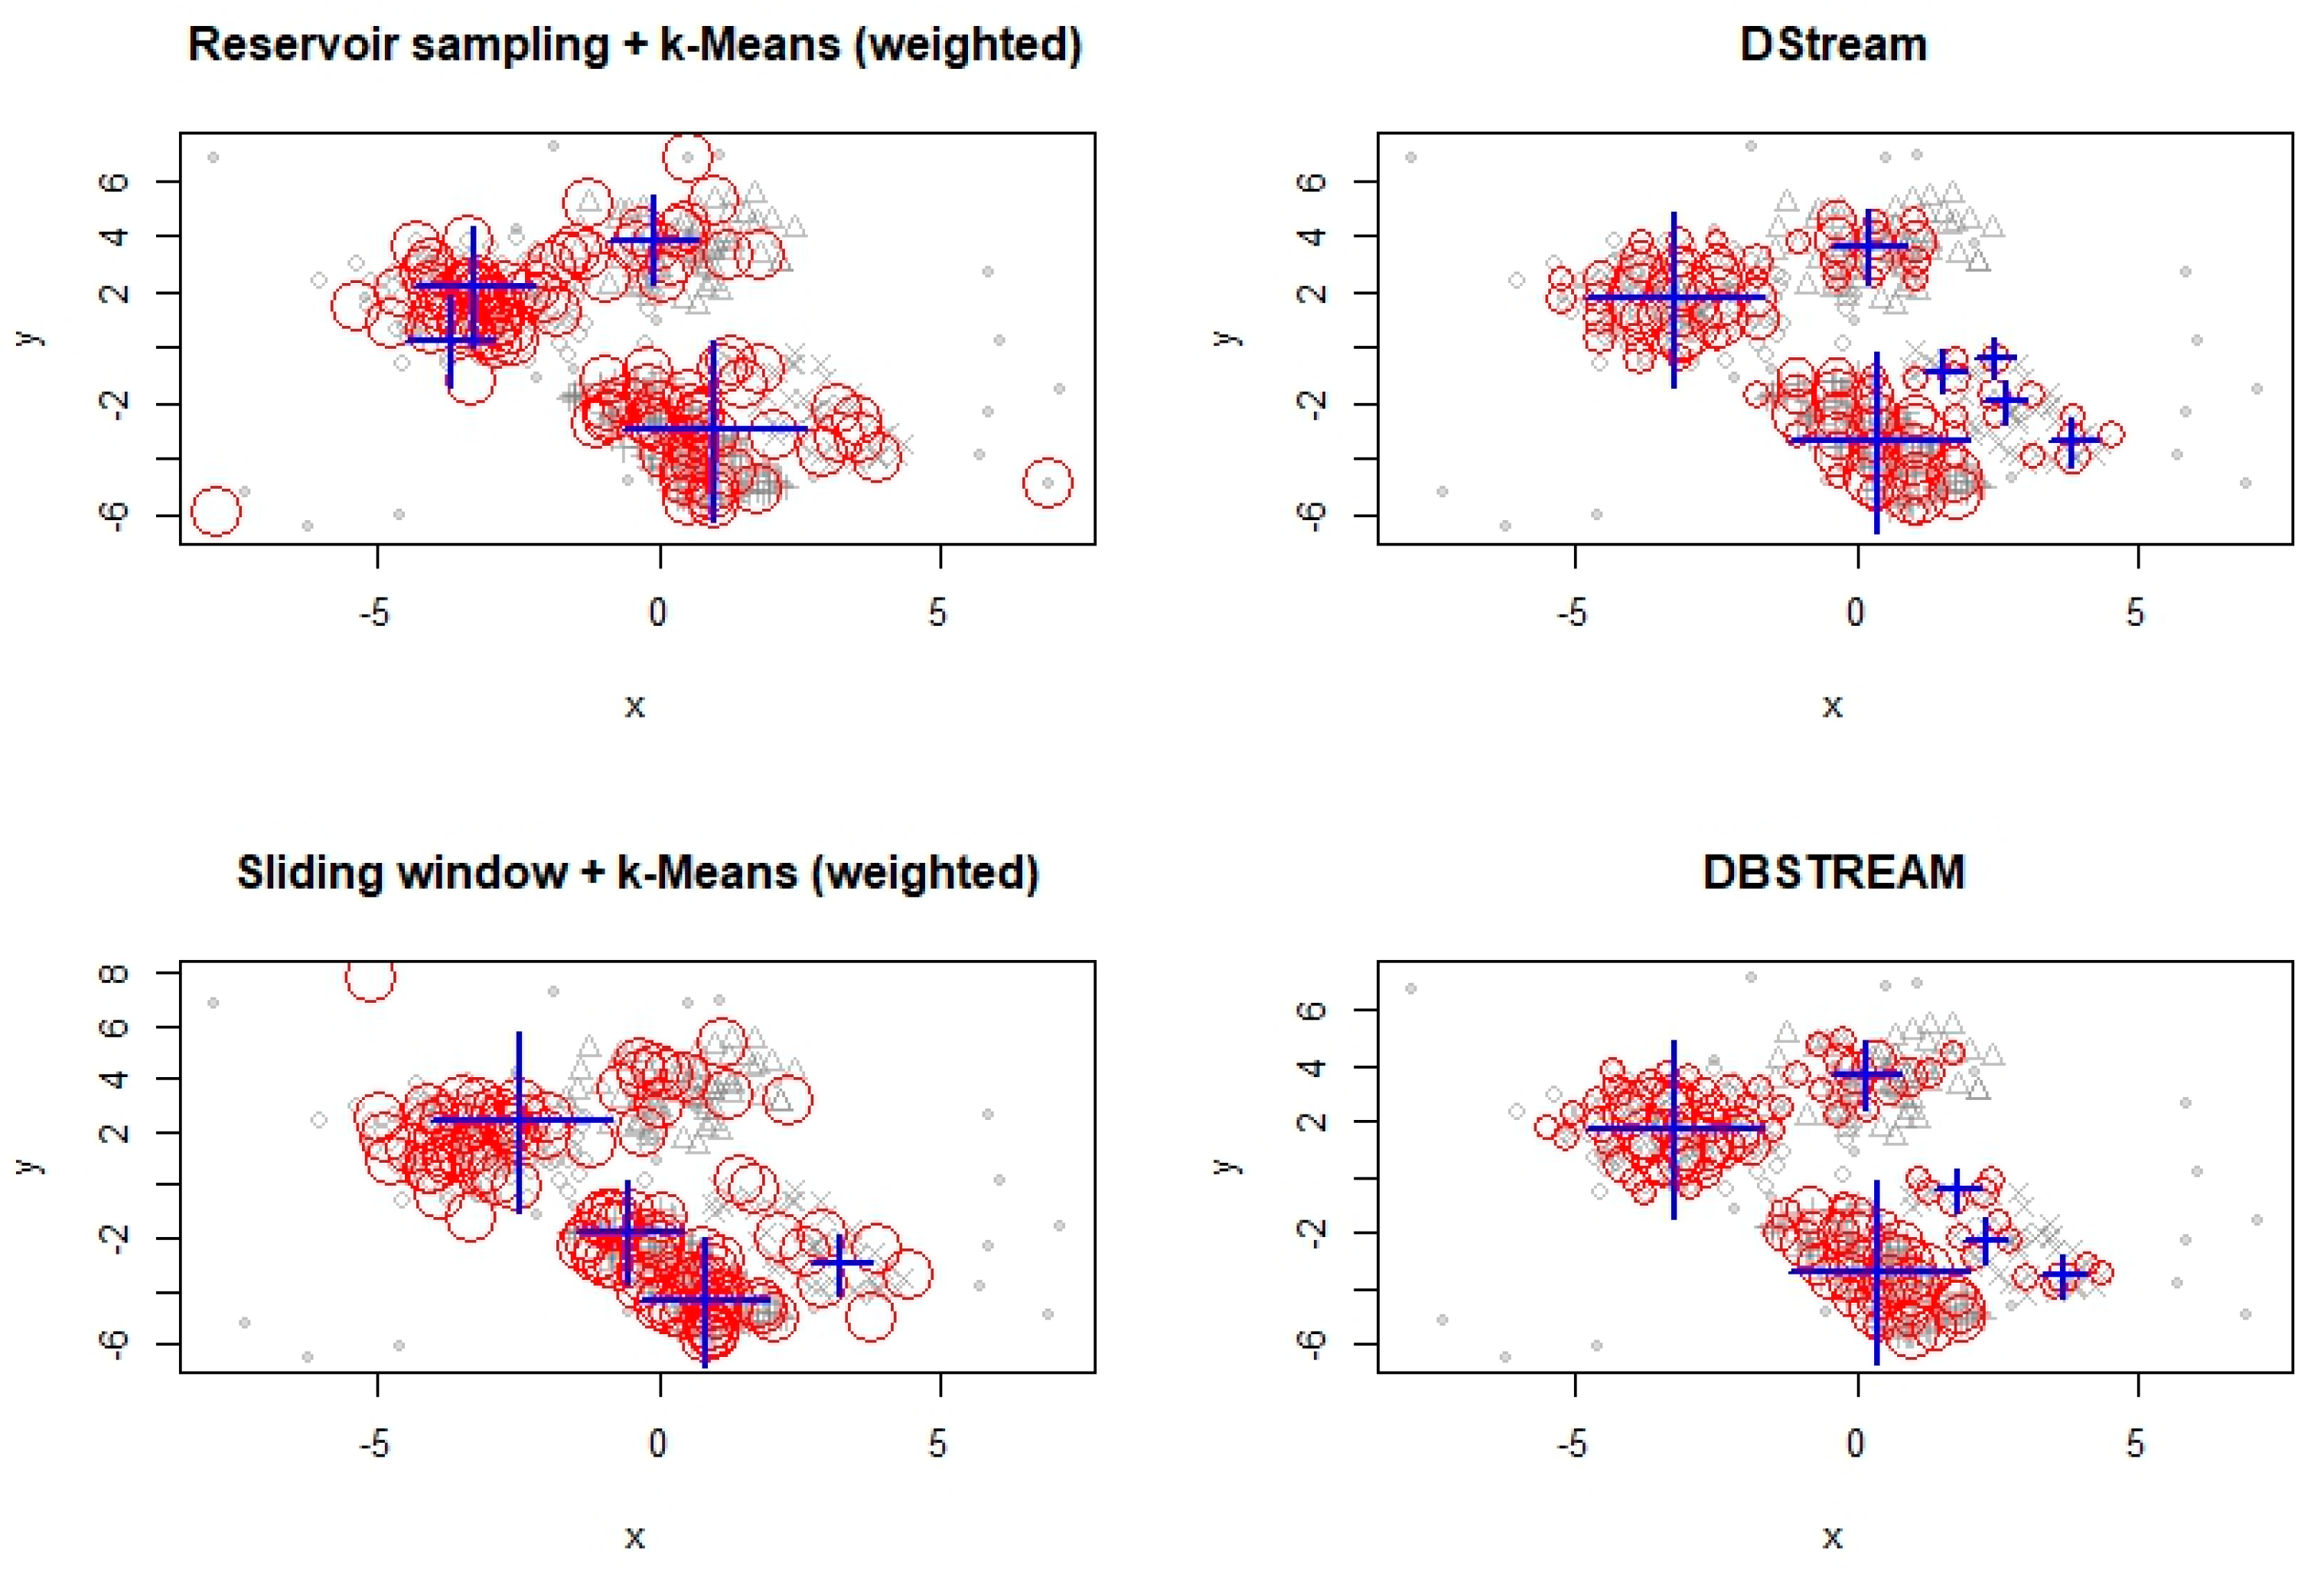 Reservoir sampling + k-Means (weighted)
y
6
4
2
-2
-6
-5 0 5
x
DStream
y
6
4
2
-2
-6
-5 0 5
x
Sliding window + k-Means (weighted)
y
8
6
4
2
-2
-6
-5 0 5
x
DBSTREAM
y
6
4
2
-2
-6
-5 0 5
x